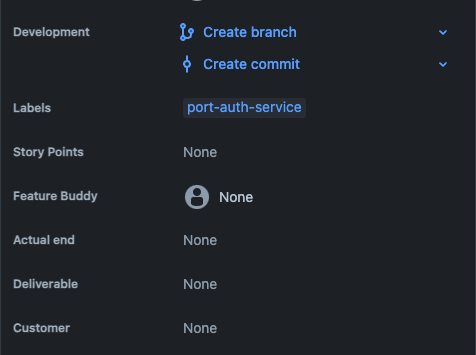 Development
Create branch
Create commit
Labels
port-auth-service
Story Points
None
Feature Buddy
None
Actual end
None
Deliverable
None
Customer
None